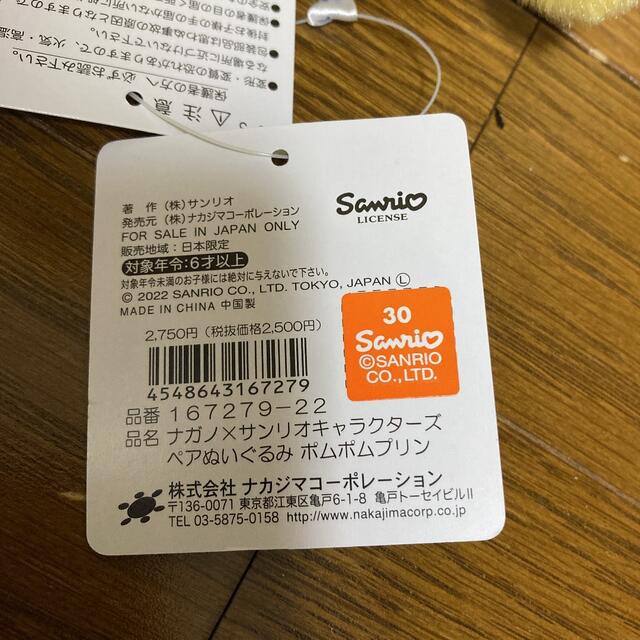 保護者の方へ 必ずお読み下さい。
⚠ 注意
著 作 (株)サンリオ
発売元 (株)ナカジマコーポレーション
FOR SALE IN JAPAN ONLY
販売地域:日本限定
対象年令:6才以上
対象年令未満のお子様には絶対に与えないで下さい。
© 2022 SANRIO CO., LTD. TOKYO, JAPAN Ⓛ
MADE IN CHINA 中国製
Sanrio
LICENSE
2,750円(税抜価格2,500円)
4548643167279
30
Sanrio
©SANRIO
CO.,LTD.
品番 167279-22
品名 ナガノ×サンリオキャラクターズ
ペアぬいぐるみ ポムポムプリン
株式会社 ナカジマコーポレーション
〒136-0071 東京都江東区亀戸6-1-8 亀戸トーセイビルII
TEL 03-5875-0158 http://www.nakajimacorp.co.jp